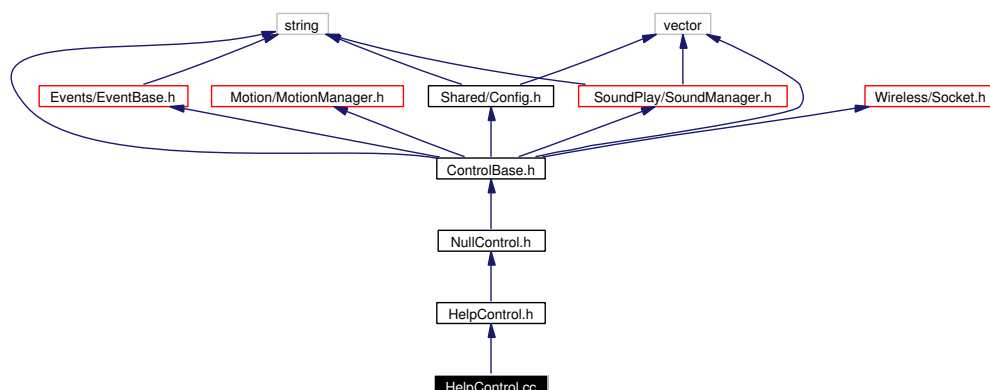 string
vector
Events/EventBase.h
Motion/MotionManager.h
Shared/Config.h
SoundPlay/SoundManager.h
Wireless/Socket.h
ControlBase.h
NullControl.h
HelpControl.h
HelpControl.cc